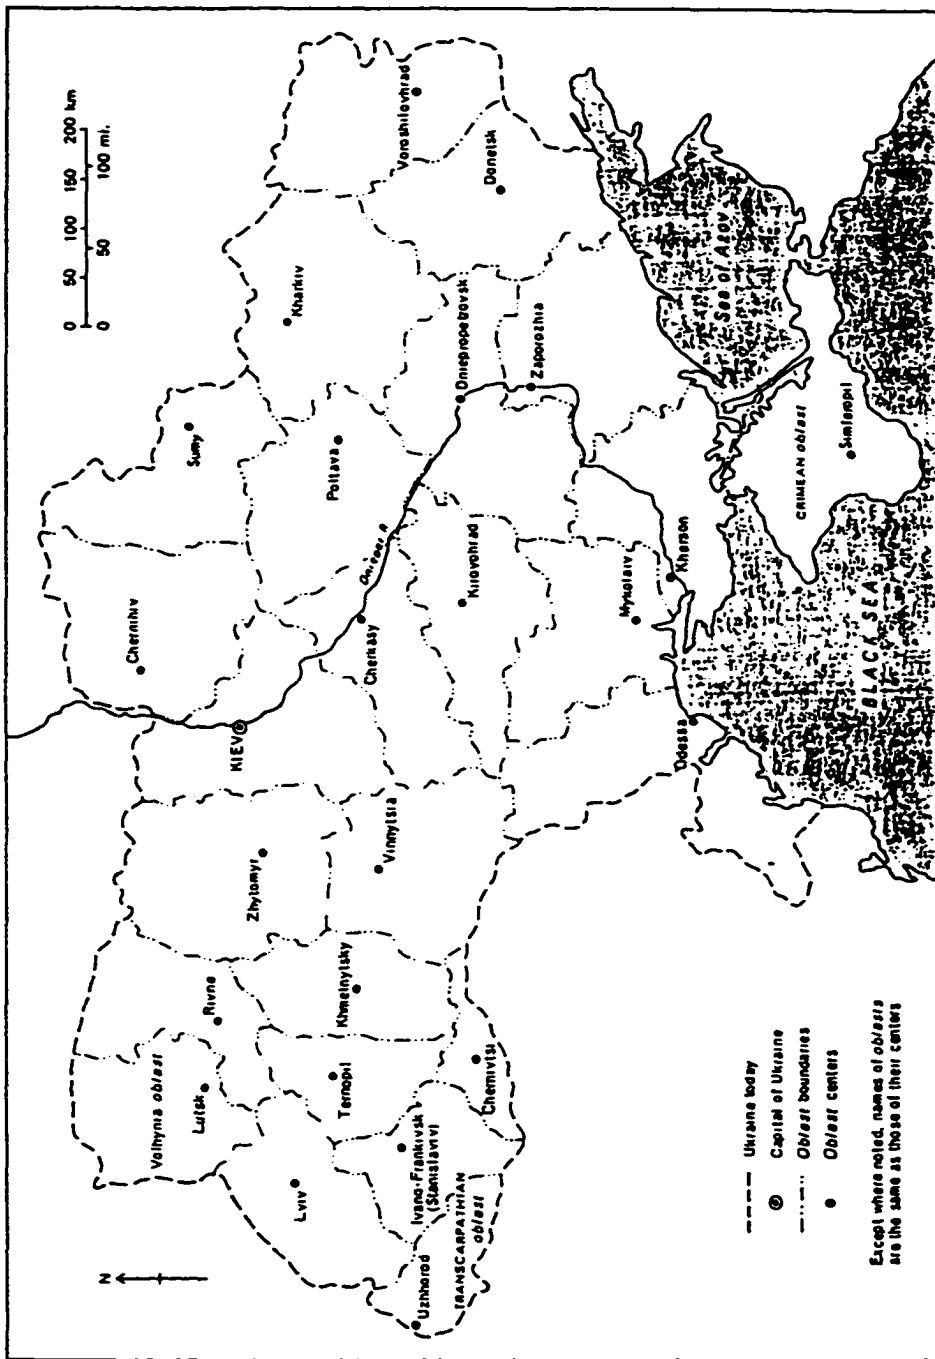 N
0 50 100 150 200 km
0 50 100 mi.
Volhynia oblast
Lutsk
Rivne
Lviv
Ternopil
Khmelnytsky
Zhytomyr
Vinnytsia
KIEV
Chernihiv
Sumy
Cherkasy
Dnieper R.
Poltava
Kharkiv
Kirovohrad
Dniepropetrovsk
Zaporozhia
Voroshilovhrad
Donetsk
Uzhhorod
TRANSCARPATHIAN
oblast
Ivano-Frankivsk
(Stanislaviv)
Chernivtsi
Odessa
Mykolaiv
Kherson
Sea of Azov
CRIMEAN oblast
Simferopil
BLACK SEA
Ukraine today
Capital of Ukraine
Oblast boundaries
Oblast centers
Except where noted, names of oblasts
are the same as those of their centers